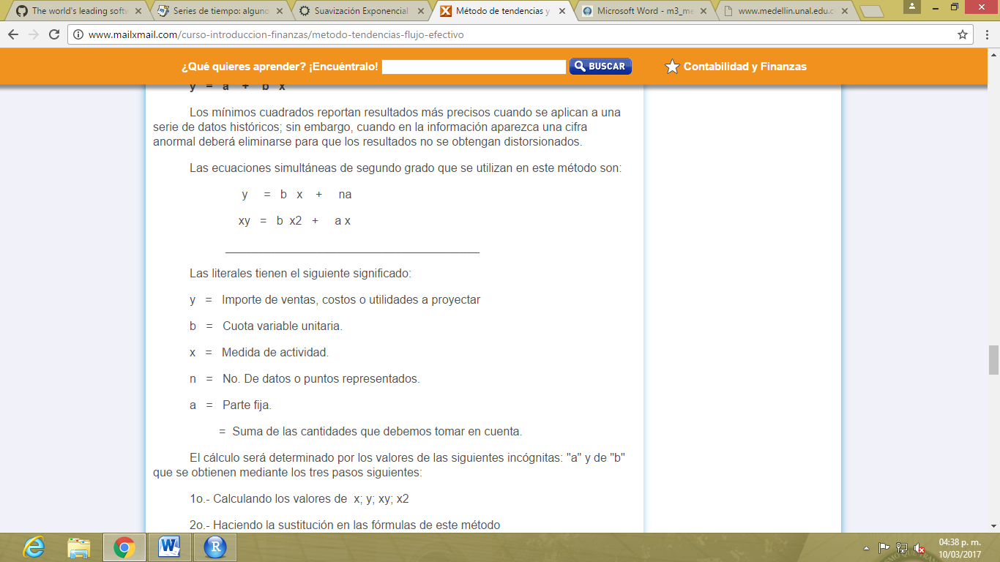 The world's leading softw
Series de tiempo: alguno
Suavización Exponencial
Método de tendencias y
Microsoft Word - m3_me
www.medellin.unal.edu.c
www.mailxmail.com/curso-introduccion-finanzas/metodo-tendencias-flujo-efectivo
¿Qué quieres aprender? ¡Encuéntralo! BUSCAR Contabilidad y Finanzas
y = a + b x
Los mínimos cuadrados reportan resultados más precisos cuando se aplican a una
serie de datos históricos; sin embargo, cuando en la información aparezca una cifra
anormal deberá eliminarse para que los resultados no se obtengan distorsionados.
Las ecuaciones simultáneas de segundo grado que se utilizan en este método son:
y = b x + na
xy = b x2 + a x
Las literales tienen el siguiente significado:
y = Importe de ventas, costos o utilidades a proyectar
b = Cuota variable unitaria.
x = Medida de actividad.
n = No. De datos o puntos representados.
a = Parte fija.
= Suma de las cantidades que debemos tomar en cuenta.
El cálculo será determinado por los valores de las siguientes incógnitas: "a" y de "b"
que se obtienen mediante los tres pasos siguientes:
1o.- Calculando los valores de x; y; xy; x2
2o.- Haciendo la sustitución en las fórmulas de este método
04:38 p. m.
10/03/2017